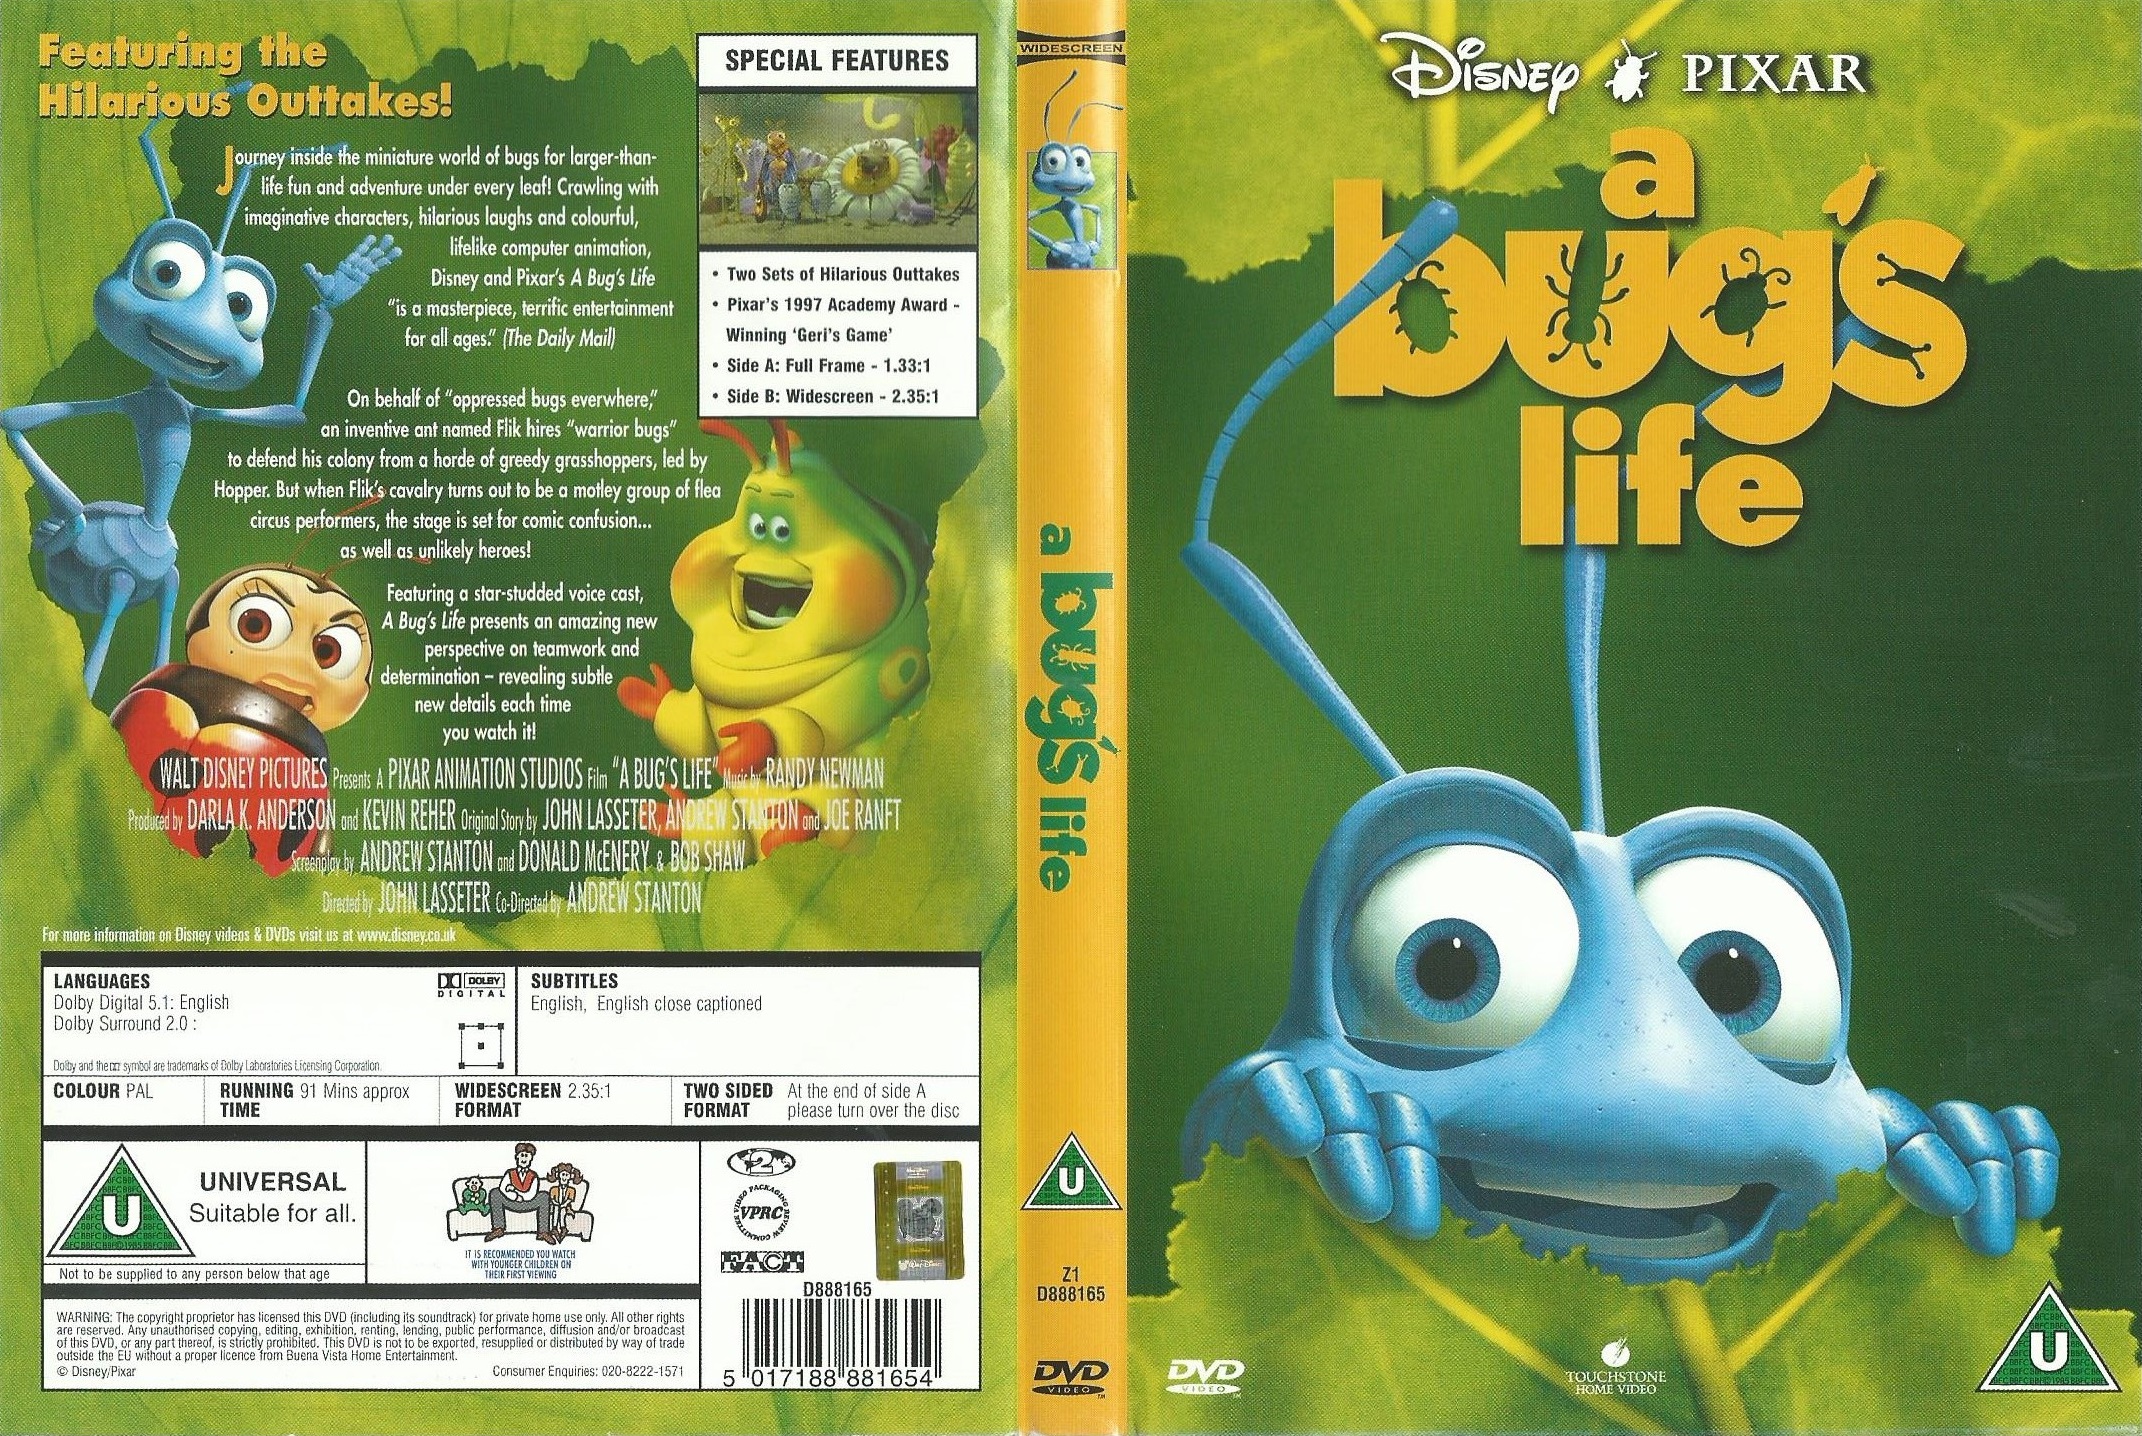 Featuring the
Hilarious Outtakes!
Journey inside the miniature world of bugs for larger-than-
life fun and adventure under every leaf! Crawling with
imaginative characters, hilarious laughs and colourful,
lifelike computer animation,
Disney and Pixar's A Bug's Life
"is a masterpiece, terrific entertainment
for all ages." (The Daily Mail)
On behalf of "oppressed bugs everwhere,"
an inventive ant named Flik hires "warrior bugs"
to defend his colony from a horde of greedy grasshoppers, led by
Hopper. But when Flik's cavalry turns out to be a motley group of flea
circus performers, the stage is set for comic confusion...
as well as unlikely heroes!
Featuring a star-studded voice cast,
A Bug's Life presents an amazing new
perspective on teamwork and
determination – revealing subtle
new details each time
you watch it!
WALT DISNEY PICTURES Presents A PIXAR ANIMATION STUDIOS Film "A BUG'S LIFE" Music by RANDY NEWMAN
Produced by DARLA K. ANDERSON and KEVIN REHER Original Story by JOHN LASSETER, ANDREW STANTON and JOE RANFT
Screenplay by ANDREW STANTON and DONALD McENERY & BOB SHAW
Directed by JOHN LASSETER Co-Directed by ANDREW STANTON
For more information on Disney videos & DVDs visit us at www.disney.co.uk
SPECIAL FEATURES
• Two Sets of Hilarious Outtakes
• Pixar's 1997 Academy Award -
Winning 'Geri's Game'
• Side A: Full Frame - 1.33:1
• Side B: Widescreen - 2.35:1
LANGUAGES
Dolby Digital 5.1: English
Dolby Surround 2.0 :
DOLBY
DIGITAL
Dolby and the symbol are trademarks of Dolby Laboratories Licensing Corporation.
SUBTITLES
English, English close captioned
COLOUR PAL
RUNNING 91 Mins approx
TIME
WIDESCREEN 2.35:1
FORMAT
TWO SIDED At the end of side A
FORMAT please turn over the disc
U
UNIVERSAL
Suitable for all.
Not to be supplied to any person below that age
IT IS RECOMMENDED YOU WATCH
WITH YOUNGER CHILDREN ON
THEIR FIRST VIEWING
2
VIDEO PACKAGING REVIEW COMMITTEE
VPRC
FACT
D888165
5 017188 881654
WARNING: The copyright proprietor has licensed this DVD (including its soundtrack) for private home use only. All other rights
are reserved. Any unauthorised copying, editing, exhibition, renting, lending, public performance, diffusion and/or broadcast
of this DVD, or any part thereof, is strictly prohibited. This DVD is not to be exported, resupplied or distributed by way of trade
outside the EU without a proper licence from Buena Vista Home Entertainment.
© Disney/Pixar
Consumer Enquiries: 020-8222-1571
WIDESCREEN
a bug's life
U
Z1
D888165
DVD
VIDEO
Disney PIXAR
a
bug's
life
DVD
VIDEO
TOUCHSTONE
HOME VIDEO
U